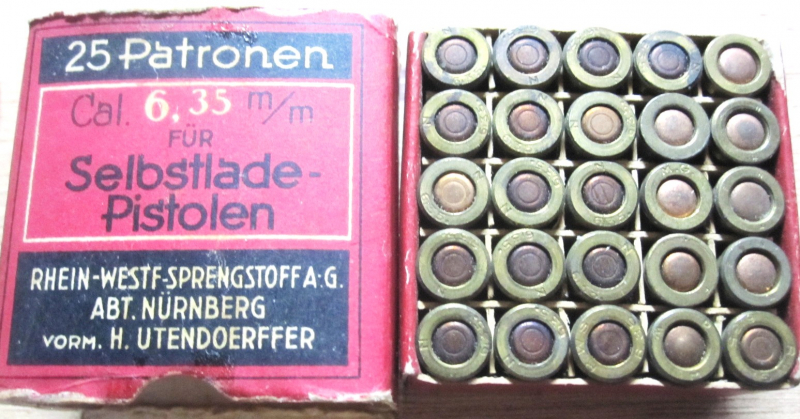 25 Patronen
Cal. 6,35 m/m
FÜR
Selbstlade-
Pistolen
RHEIN-WESTF-SPRENGSTOFF A:G.
ABT. NÜRNBERG
VORM. H. UTENDOERFFER